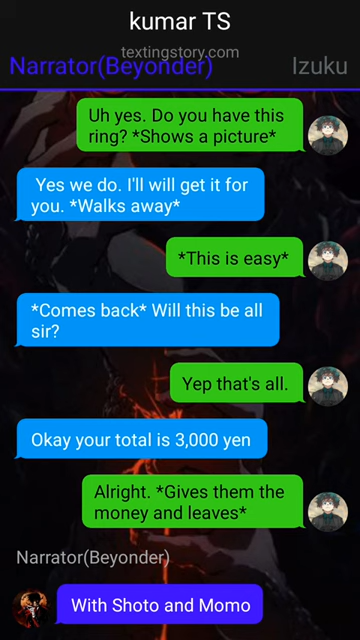 kumar TS
textingstory.com
Narrator(Beyonder)
Izuku
Uh yes. Do you have this
ring? *Shows a picture*
Yes we do. I'll will get it for
you. *Walks away*
*This is easy*
*Comes back* Will this be all
sir?
Yep that's all.
Okay your total is 3,000 yen
Alright. *Gives them the
money and leaves*
Narrator(Beyonder)
With Shoto and Momo